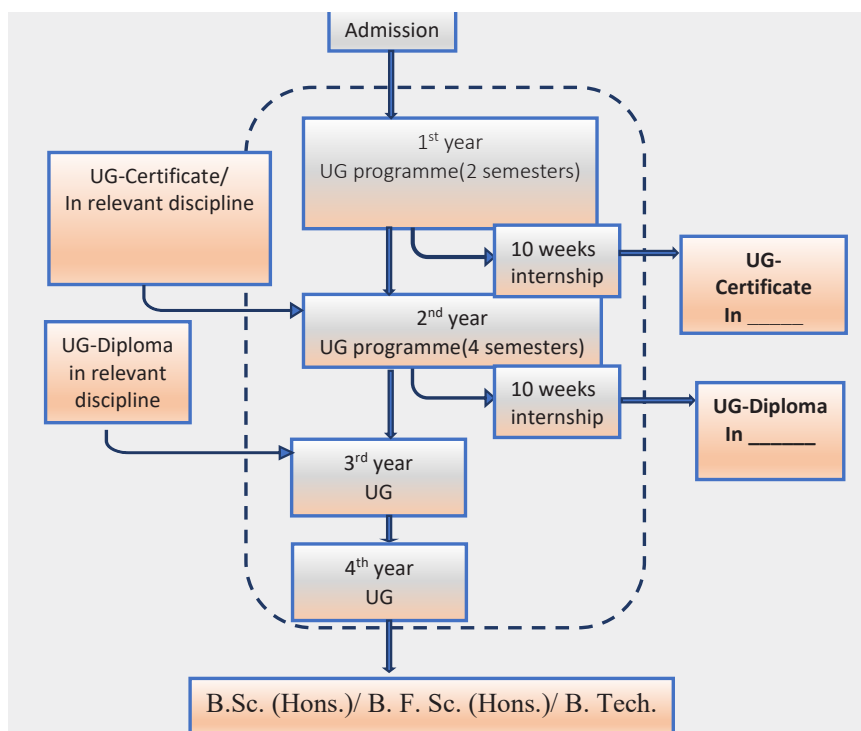 Admission
1st year
UG programme(2 semesters)
UG-Certificate/
In relevant discipline
10 weeks
internship
UG-
Certificate
In _____
2nd year
UG programme(4 semesters)
UG-Diploma
in relevant
discipline
10 weeks
internship
UG-Diploma
In ______
3rd year
UG
4th year
UG
B.Sc. (Hons.)/ B. F. Sc. (Hons.)/ B. Tech.